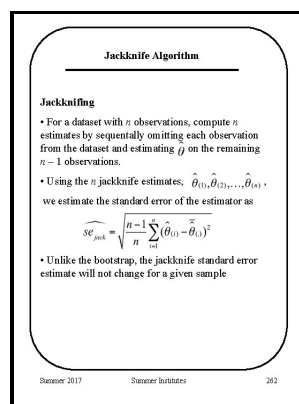 Jackknife Algorithm
Jackknifing
• For a dataset with n observations, compute n
estimates by sequentially omitting each observation
from the dataset and estimating θ̂ on the remaining
n − 1 observations.
• Using the n jackknife estimates, θ̂(1), θ̂(2), ..., θ̂(n) ,
we estimate the standard error of the estimator as
se_jack = √( (n−1)/n ∑ᵢ₌₁ⁿ (θ̂(i) − θ̂̄(.))² )
• Unlike the bootstrap, the jackknife standard error
estimate will not change for a given sample
Summer 2017 Summer Institutes 262